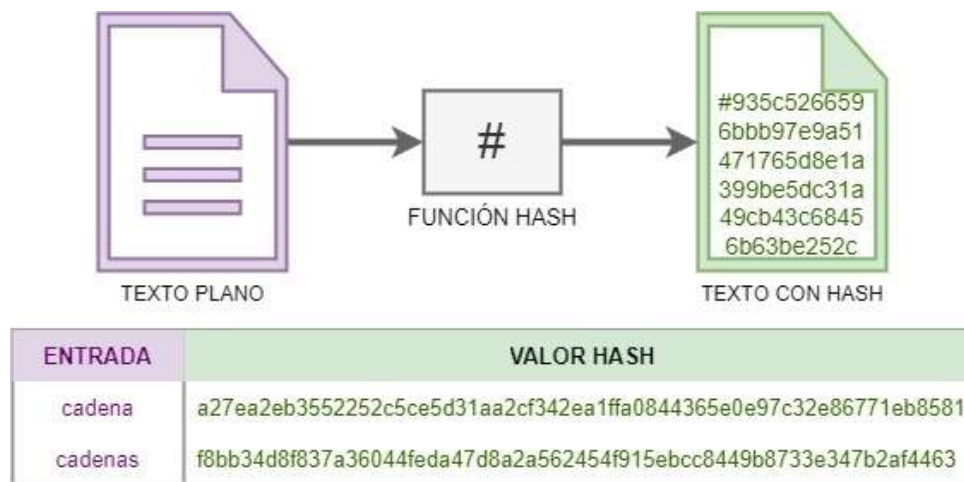 #935c526659
6bbb97e9a51
471765d8e1a
399be5dc31a
49cb43c6845
6b63be252c
#
FUNCIÓN HASH
TEXTO PLANO
TEXTO CON HASH
ENTRADA
VALOR HASH
cadena
a27ea2eb3552252c5ce5d31aa2cf342ea1ffa0844365e0e97c32e86771eb8581
cadenas
f8bb34d8f837a36044feda47d8a2a562454f915ebcc8449b8733e347b2af4463